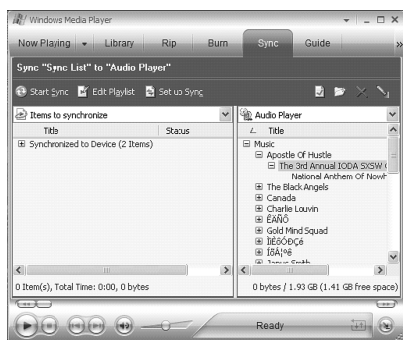 Windows Media Player
Now Playing Library Rip Burn Sync Guide »
Sync "Sync List" to "Audio Player"
Start Sync Edit Playlist Set up Sync
Items to synchronize
Audio Player
Title Status
Title
Synchronized to Device (2 Items)
Music
Apostle Of Hustle
The 3rd Annual IODA SXSW
National Anthem Of Nowh
The Black Angels
Canada
Charlie Louvin
ÊÄÑÔ
Gold Mind Squad
ÌìÈôÓÐÇé
ÍõÁ¦ºê
0 Item(s), Total Time: 0:00, 0 bytes
0 bytes / 1.93 GB (1.41 GB free space)
Ready